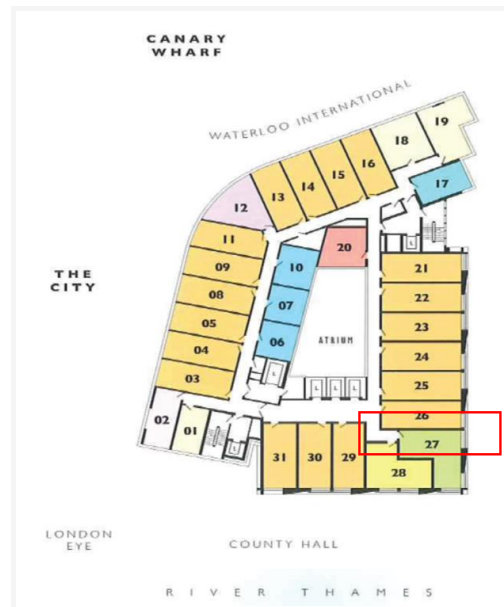 CANARY
WHARF
WATERLOO INTERNATIONAL
19
18
16
15
14
13
12
17
20
11
10
09
08
07
06
05
04
03
02
01
THE
CITY
ATRIUM
21
22
23
24
25
26
27
28
29
30
31
L
L
L
L
L
L
LONDON
EYE
COUNTY HALL
RIVER THAMES